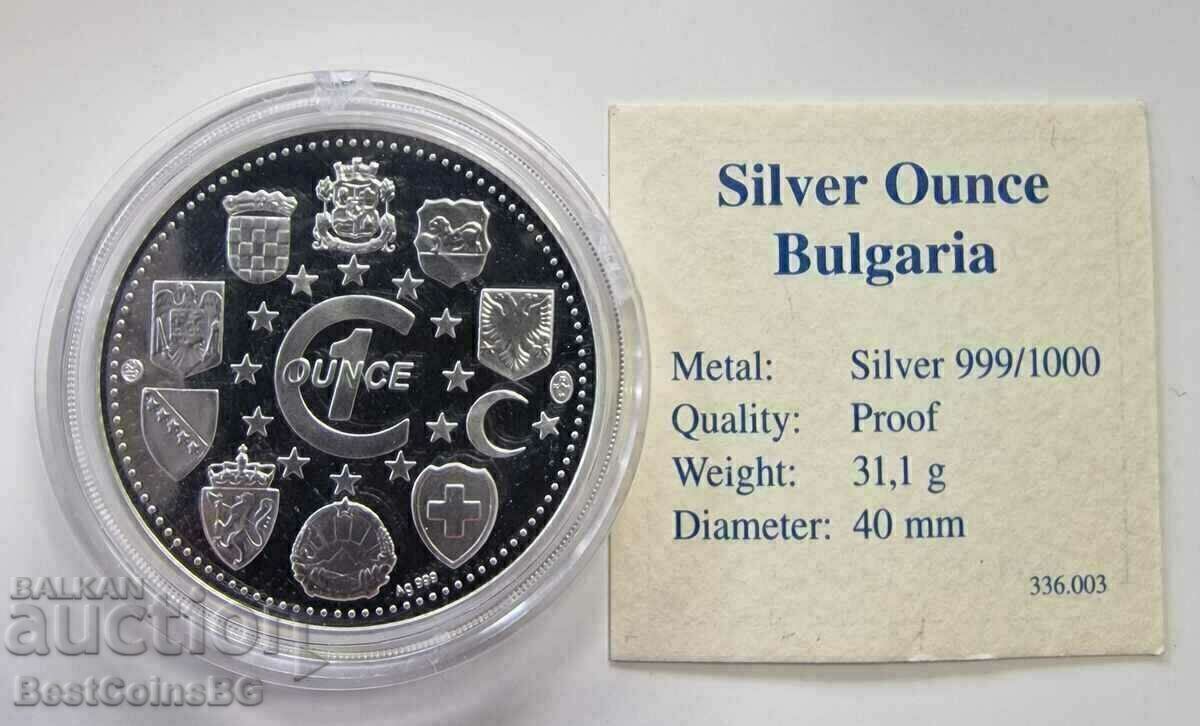 1
OUNCE
Ag 999
Silver Ounce
Bulgaria
Metal: Silver 999/1000
Quality: Proof
Weight: 31,1 g
Diameter: 40 mm
336.003
BALKAN
auction
BestCoinsBG